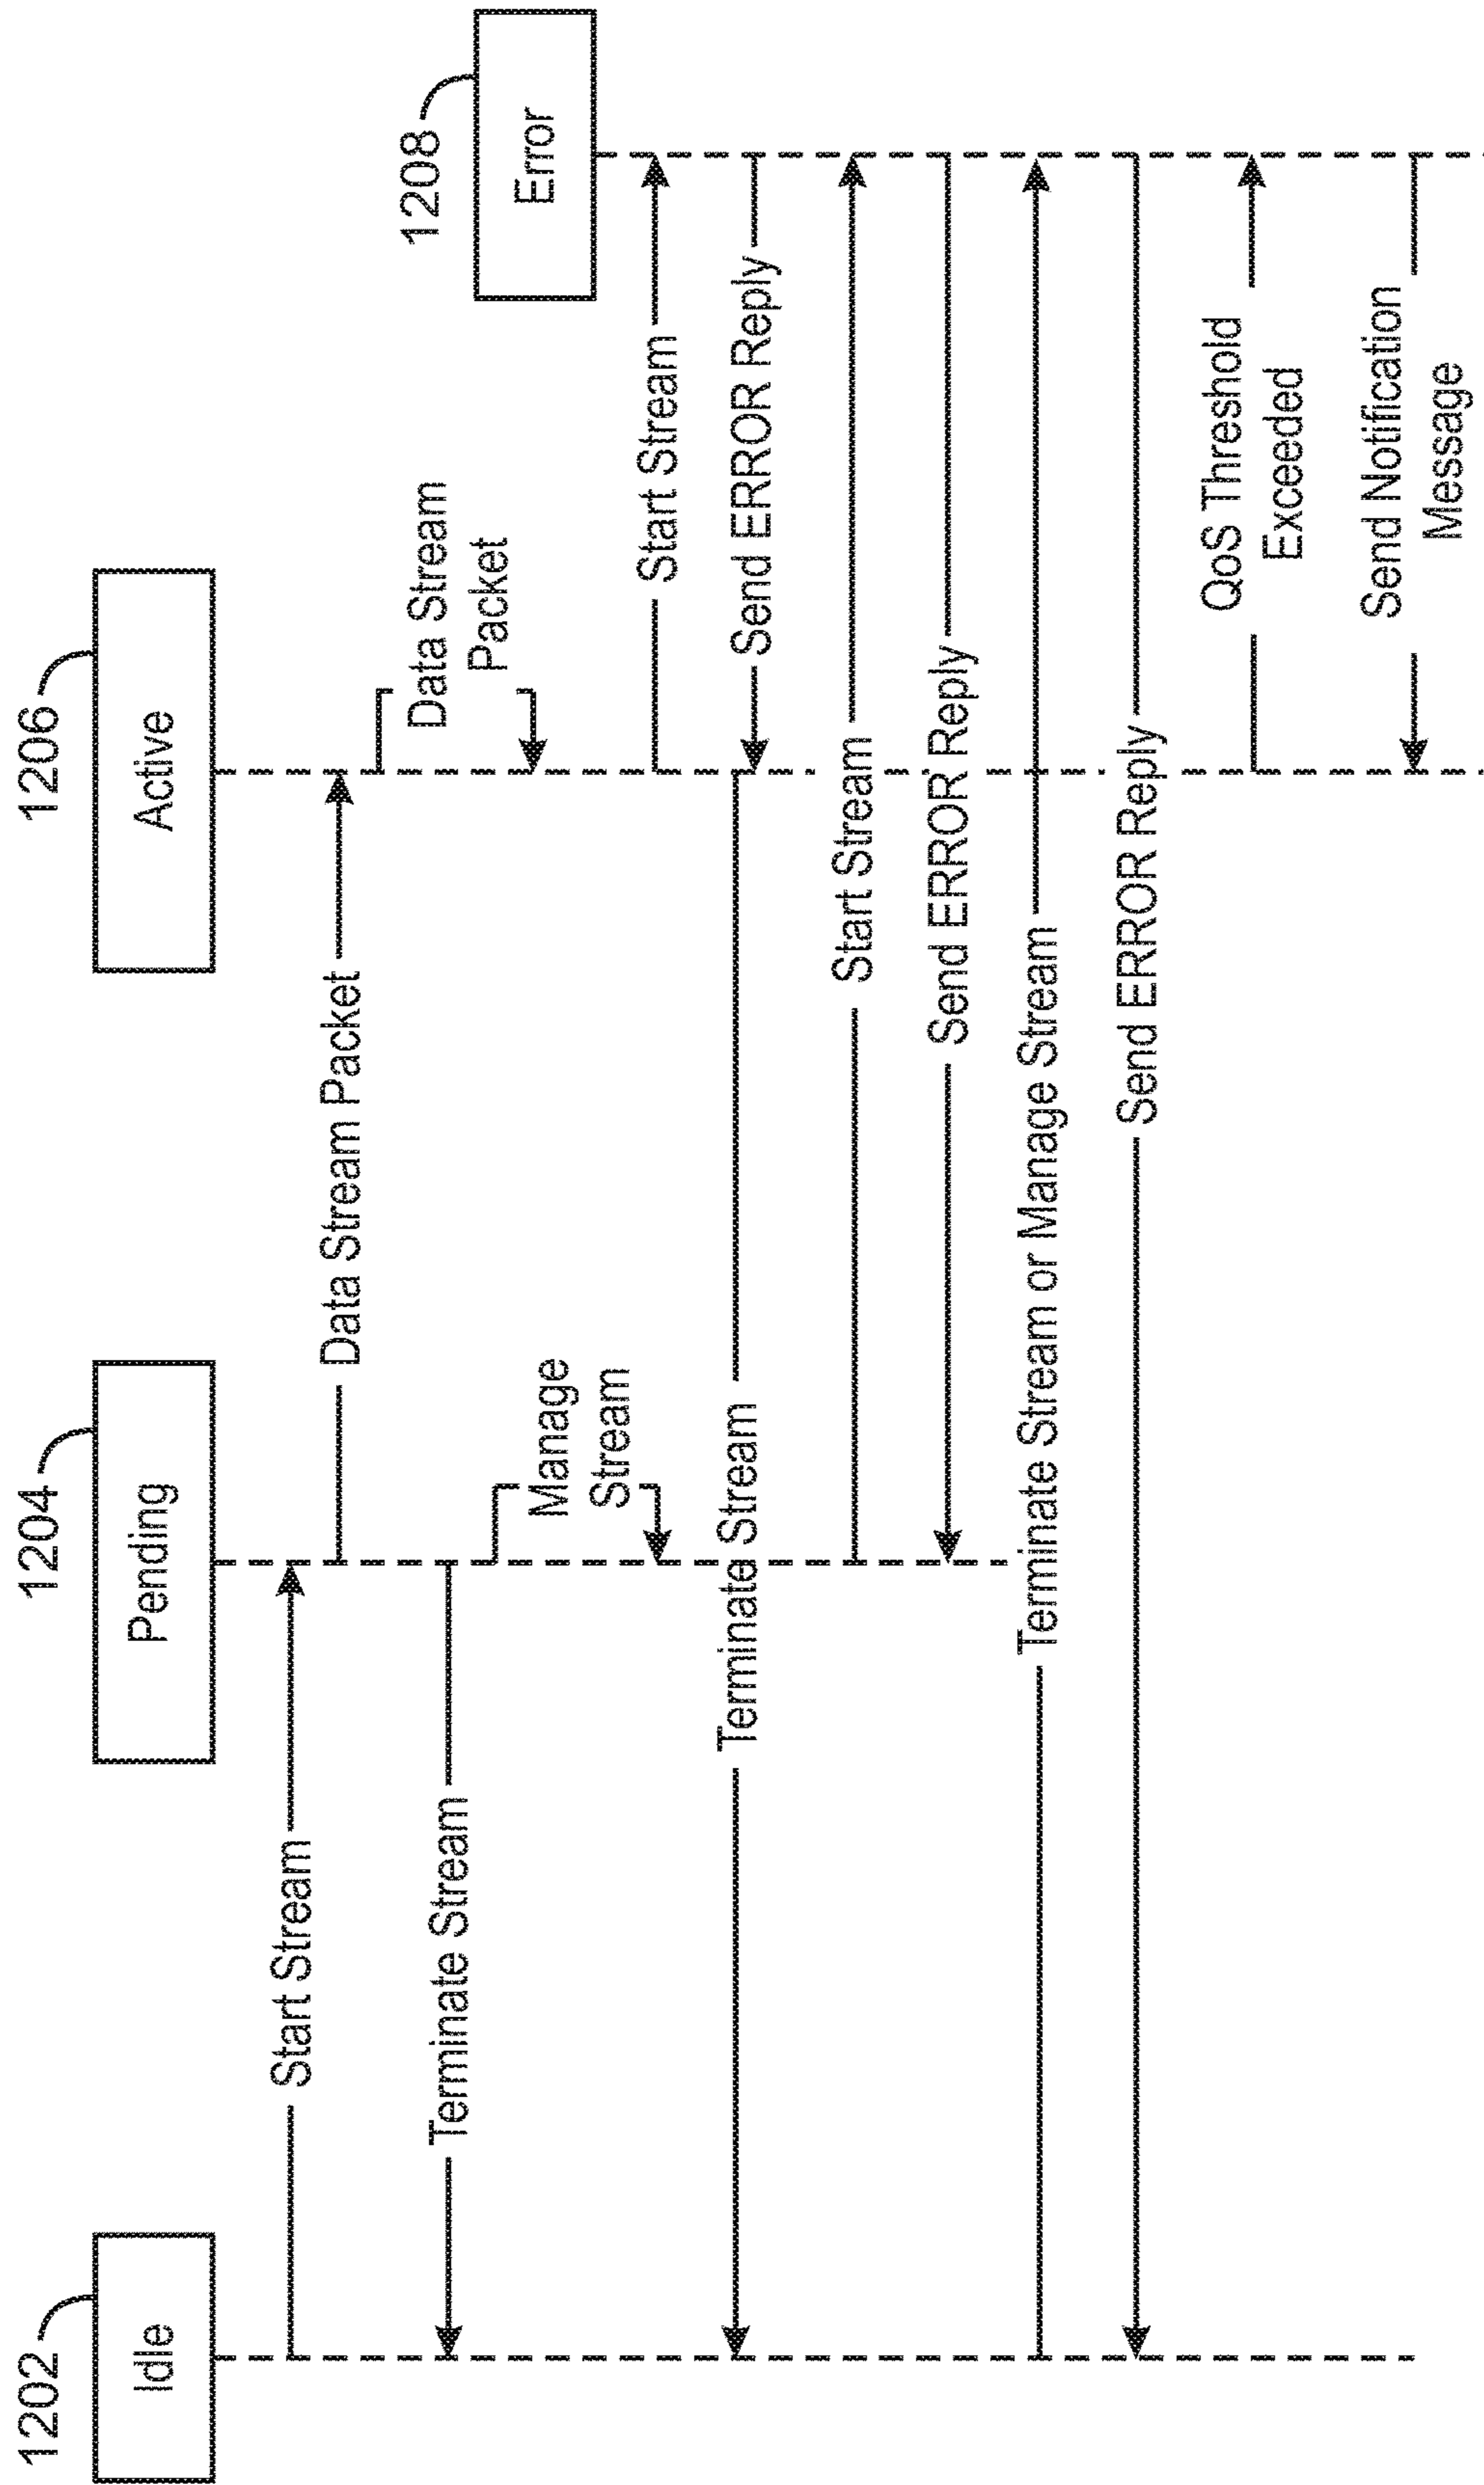 1202
Idle
1204
Pending
1206
Active
1208
Error
Start Stream
Data Stream Packet
Data Stream
Packet
Terminate Stream
Manage
Stream
Start Stream
Terminate Stream
Send ERROR Reply
Start Stream
Send ERROR Reply
Terminate Stream or Manage Stream
Send ERROR Reply
QoS Threshold
Exceeded
Send Notification
Message